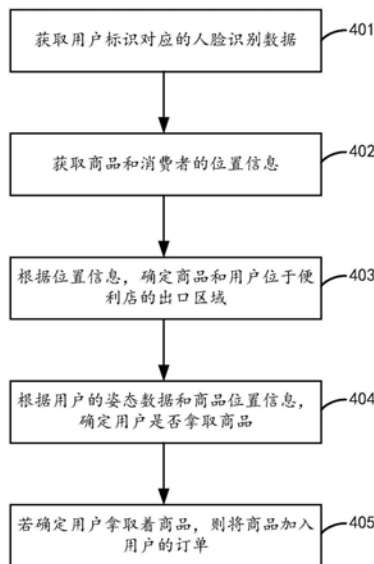 获取用户标识对应的人脸识别数据
401
获取商品和消费者的位置信息
402
根据位置信息，确定商品和用户位于便
利店的出口区域
403
根据用户的姿态数据和商品位置信息，
确定用户是否拿取商品
404
若确定用户拿取着商品，则将商品加入
用户的订单
405